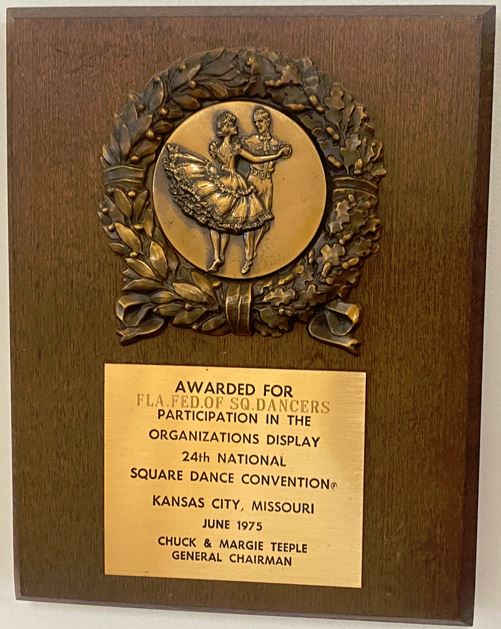 AWARDED FOR
FLA.FED.OF SQ.DANCERS
PARTICIPATION IN THE
ORGANIZATIONS DISPLAY
24th NATIONAL
SQUARE DANCE CONVENTION®
KANSAS CITY, MISSOURI
JUNE 1975
CHUCK & MARGIE TEEPLE
GENERAL CHAIRMAN